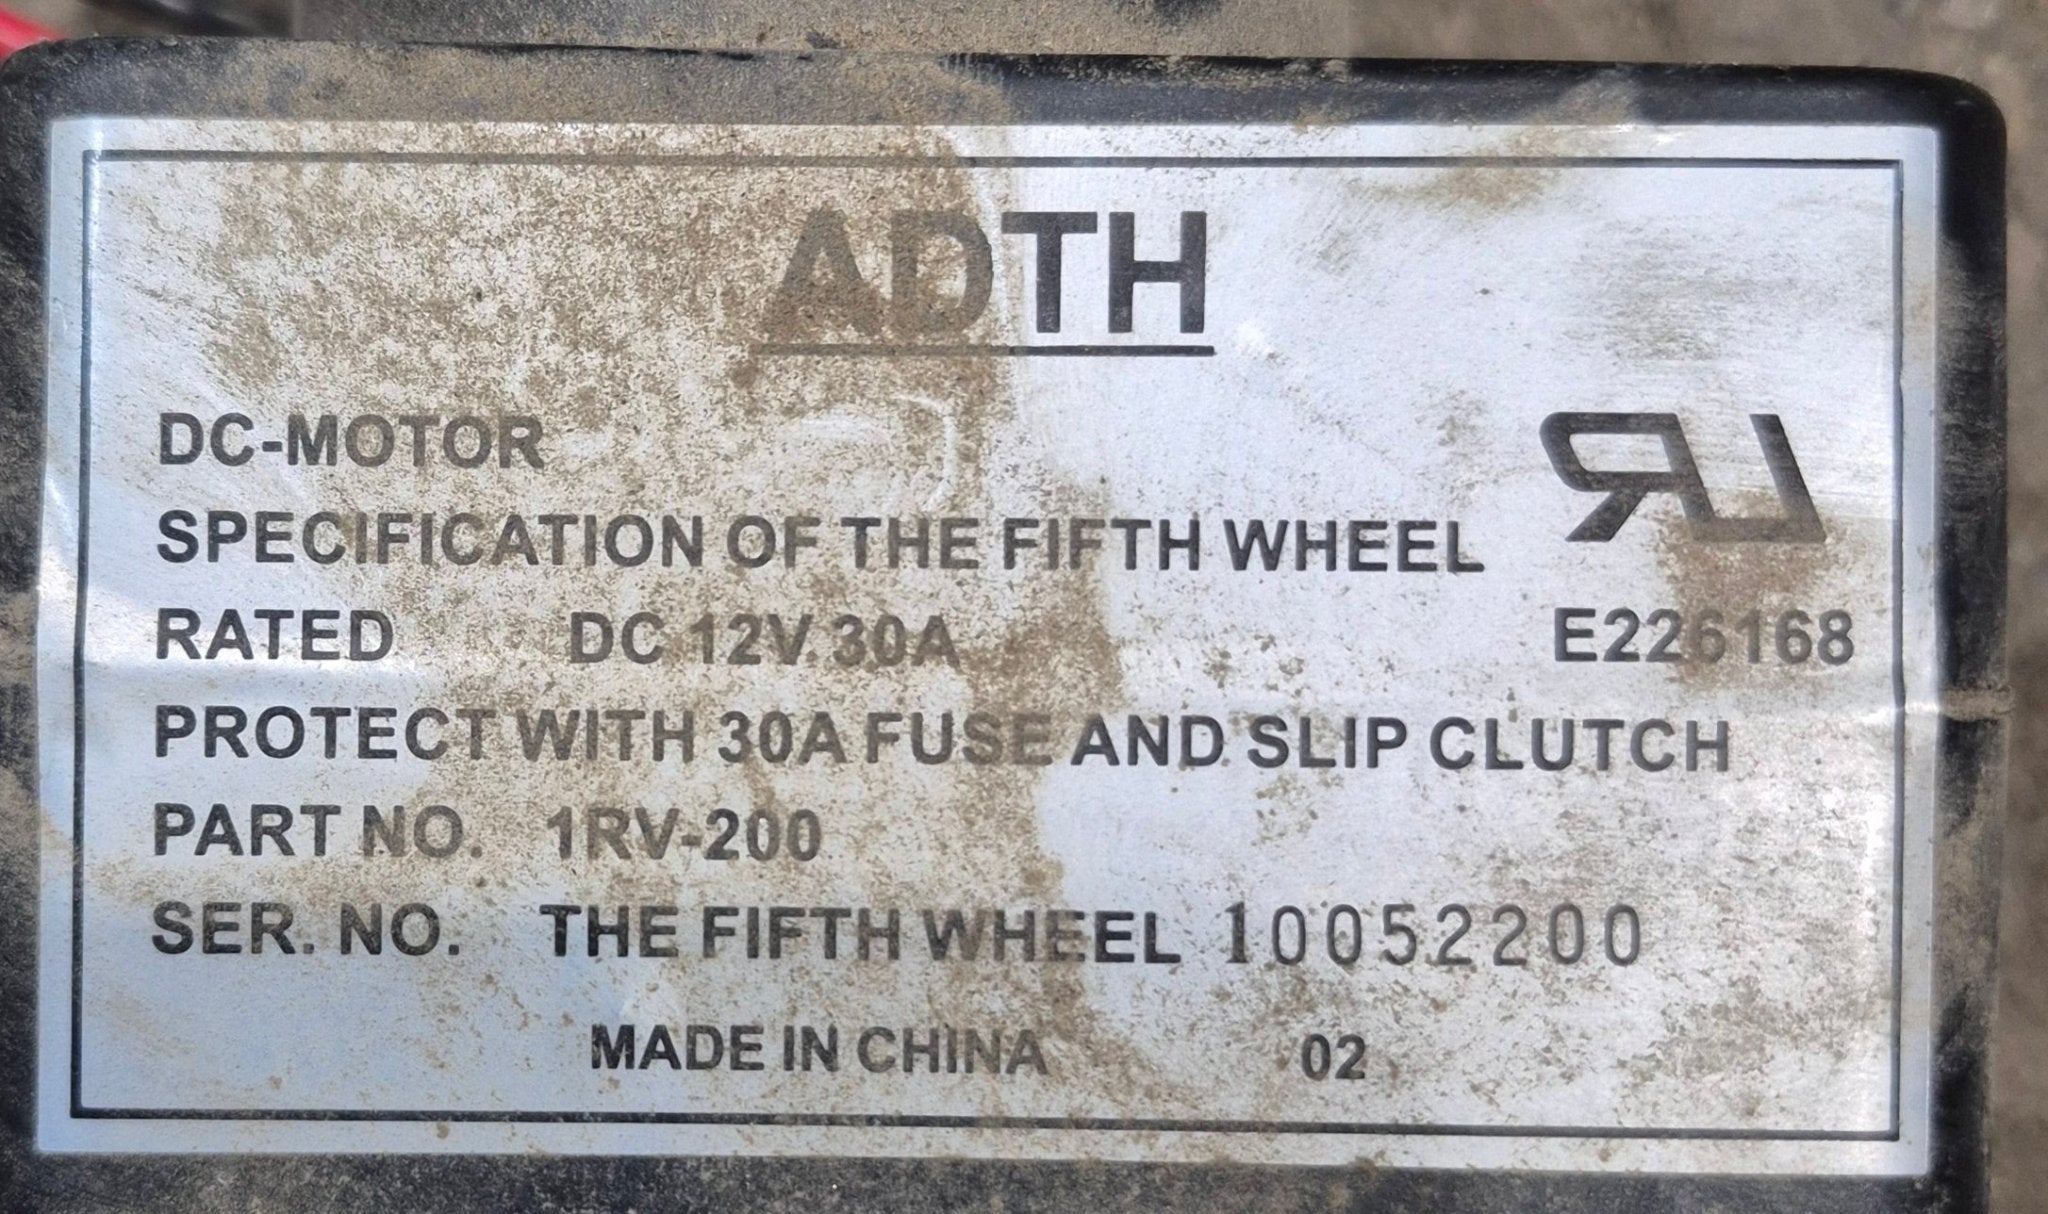 ADTH
DC-MOTOR
SPECIFICATION OF THE FIFTH WHEEL
RATED DC 12V.30A E226168
PROTECT WITH 30A FUSE AND SLIP CLUTCH
PART NO. 1RV-200
SER. NO. THE FIFTH WHEEL 10052200
MADE IN CHINA 02